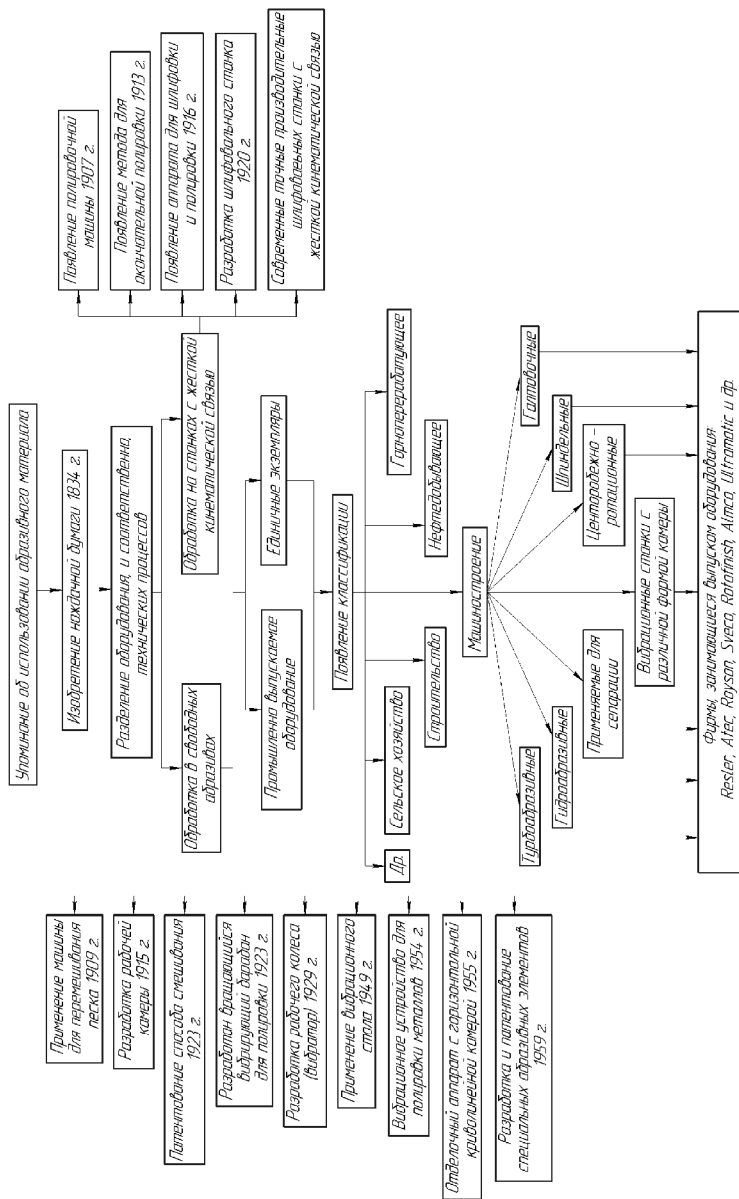 Упоминание об использовании абразивного материала
Изобретение наждачной бумаги 1834 г.
Разделение оборудования, и соответственно,
технических процессов
Обработка в свободных
абразивах
Обработка на станках с жесткой
кинематической связью
Появление полировочной
машины 1907 г.
Появление метода для
окончательной полировки 1913 г.
Появление аппарата для шлифовки
и полировки 1916 г.
Разработка шлифовального станка
1920 г.
Современные точные производительные
шлифоваеьных станки с
жесткой кинематической связью
Промышленно выпускаемое
оборудование
Единичные экземпляры
Появление классификации
Др.
Сельское хозяйство
Строительство
Нефтедобывающее
Горноперерабатующее
Машиностроение
Турбоабразивные
Гидроабразивные
Применяемые для
сепарации
Вибрационные станки с
различной формой камеры
Центоробежно –
ротационные
Шпиндельные
Галтовочные
Фирмы, занимающиеся выпуском оборудования:
Resler, Atec, Rayson, Sveco, Rotofinish, Almco, Ultramatic и др.
Применение машины
для перемешивания
песка 1909 г.
Разработка рабочей
камеры 1915 г.
Патентование способа смешивания
1923 г.
Разработан вращающийся
вибрирующий барабан
для полировки 1923 г.
Разработка рабочего колеса
(вибратор) 1929 г.
Применение вибрационного
стола 1949 г.
Вибрационное устройство для
полировки металлов 1954 г.
Отделочный аппарат с горизонтальной
криволинейной камерой 1955 г.
Разработка и патентование
специальных абразивных элементов
1959 г.